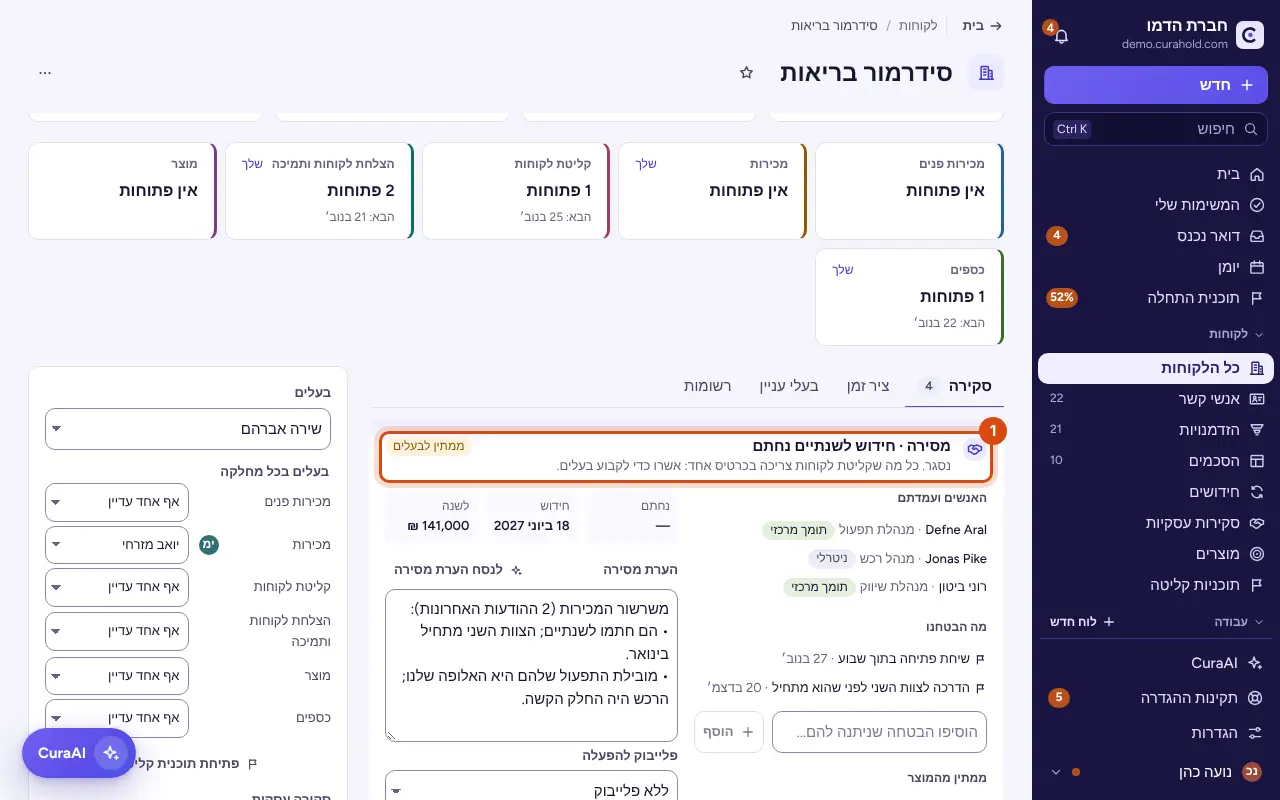 חברת הדמו
demo.curahold.com
4
חדש
חיפוש
Ctrl K
בית
המשימות שלי
דואר נכנס
4
יומן
תוכנית התחלה
52%
לקוחות
כל הלקוחות
אנשי קשר
22
הזדמנויות
21
הסכמים
10
חידושים
סקירות עסקיות
מוצרים
תוכניות קליטה
עבודה
+ לוח חדש
CuraAI
תקינות ההגדרה
5
הגדרות
נועה כהן
נכ
בית
לקוחות / סידרמור בריאות
סידרמור בריאות
...
מכירות פנים
אין פתוחות
מכירות
שלך
אין פתוחות
קליטת לקוחות
1 פתוחות
הבא: 25 בנוב׳
הצלחת לקוחות ותמיכה
שלך
2 פתוחות
הבא: 21 בנוב׳
מוצר
אין פתוחות
כספים
שלך
1 פתוחות
הבא: 22 בנוב׳
סקירה 4
ציר זמן
בעלי עניין
רשומות
1
מסירה · חידוש לשנתיים נחתם
ממתין לבעלים
נסגר. כל מה שקליטת לקוחות צריכה בכרטיס אחד: אשרו כדי לקבוע בעלים.
האנשים ועמדתם
Defne Aral · מנהלת תפעול תומך מרכזי
Jonas Pike · מנהל רכש ניטרלי
רוני ביטון · מנהלת שיווק תומך מרכזי
מה הבטחנו
שיחת פתיחה בתוך שבוע · 27 בנוב׳
הדרכה לצוות השני לפני שהוא מתחיל · 20 בדצמ׳
הוסיפו הבטחה שניתנה להם...
+ הוסף
ממתין מהמוצר
נחתם
—
חידוש
18 ביוני 2027
לשנה
141,000 ₪
הערת מסירה
לנסח הערת מסירה
משרשור המכירות (2 ההודעות האחרונות):
• הם חתמו לשנתיים; הצוות השני מתחיל
בינואר.
• מובילת התפעול שלהם היא האלופה שלנו;
הרכש היה החלק הקשה.
פלייבוק להפעלה
ללא פלייבוק
בעלים
שירה אברהם
בעלים בכל מחלקה
מכירות פנים
אף אחד עדיין
מכירות
ימ
יואב מזרחי
קליטת לקוחות
אף אחד עדיין
הצלחת לקוחות
ותמיכה
אף אחד עדיין
מוצר
אף אחד עדיין
כספים
אף אחד עדיין
פתיחת תוכנית
סקירה עסקית
CuraAI